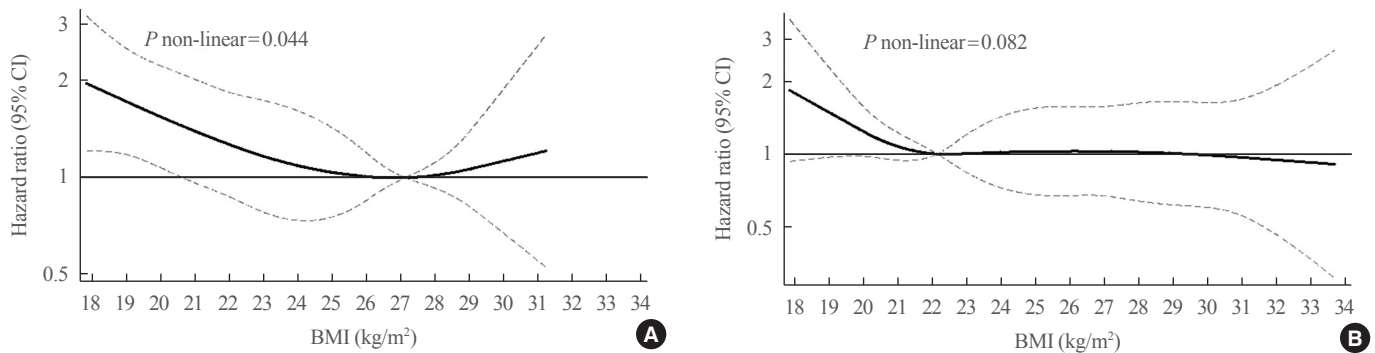 Hazard ratio (95% CI)
3
2
1
0.5
P non-linear=0.044
18 19 20 21 22 23 24 25 26 27 28 29 30 31 32 33 34
BMI (kg/m²)
A
Hazard ratio (95% CI)
3
2
1
0.5
P non-linear=0.082
18 19 20 21 22 23 24 25 26 27 28 29 30 31 32 33 34
BMI (kg/m²)
B